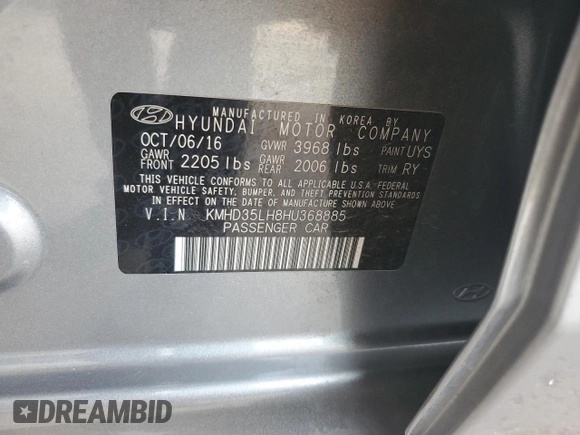 MANUFACTURED IN KOREA BY
HYUNDAI MOTOR COMPANY
OCT/06/16 GVWR 3968 lbs PAINT UYS
GAWR FRONT 2205 lbs GAWR REAR 2006 lbs TRIM RY
THIS VEHICLE CONFORMS TO ALL APPLICABLE U.S.A. FEDERAL
MOTOR VEHICLE SAFETY, BUMPER, AND THEFT PREVENTION STANDARDS
IN EFFECT ON THE DATE OF MANUFACTURE SHOWN ABOVE.
V.I.N KMHD35LH8HU368885
PASSENGER CAR
DREAMBID